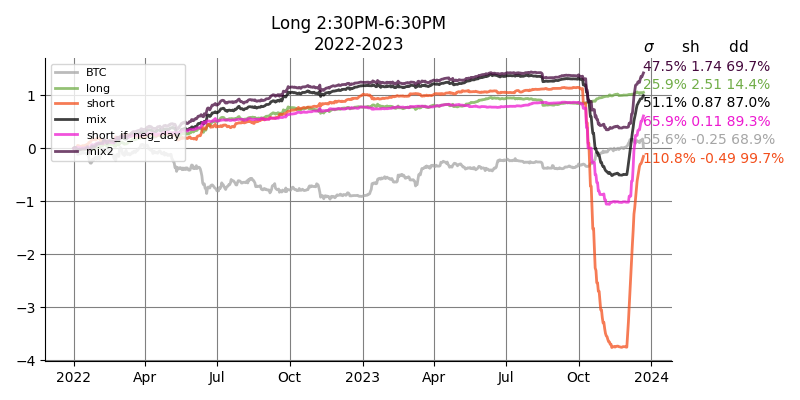 Long 2:30PM-6:30PM
2022-2023
σ sh dd
47.5% 1.74 69.7%
25.9% 2.51 14.4%
51.1% 0.87 87.0%
65.9% 0.11 89.3%
55.6% -0.25 68.9%
110.8% -0.49 99.7%
BTC
long
short
mix
short_if_neg_day
mix2
1
0
−1
−2
−3
−4
2022 Apr Jul Oct 2023 Apr Jul Oct 2024